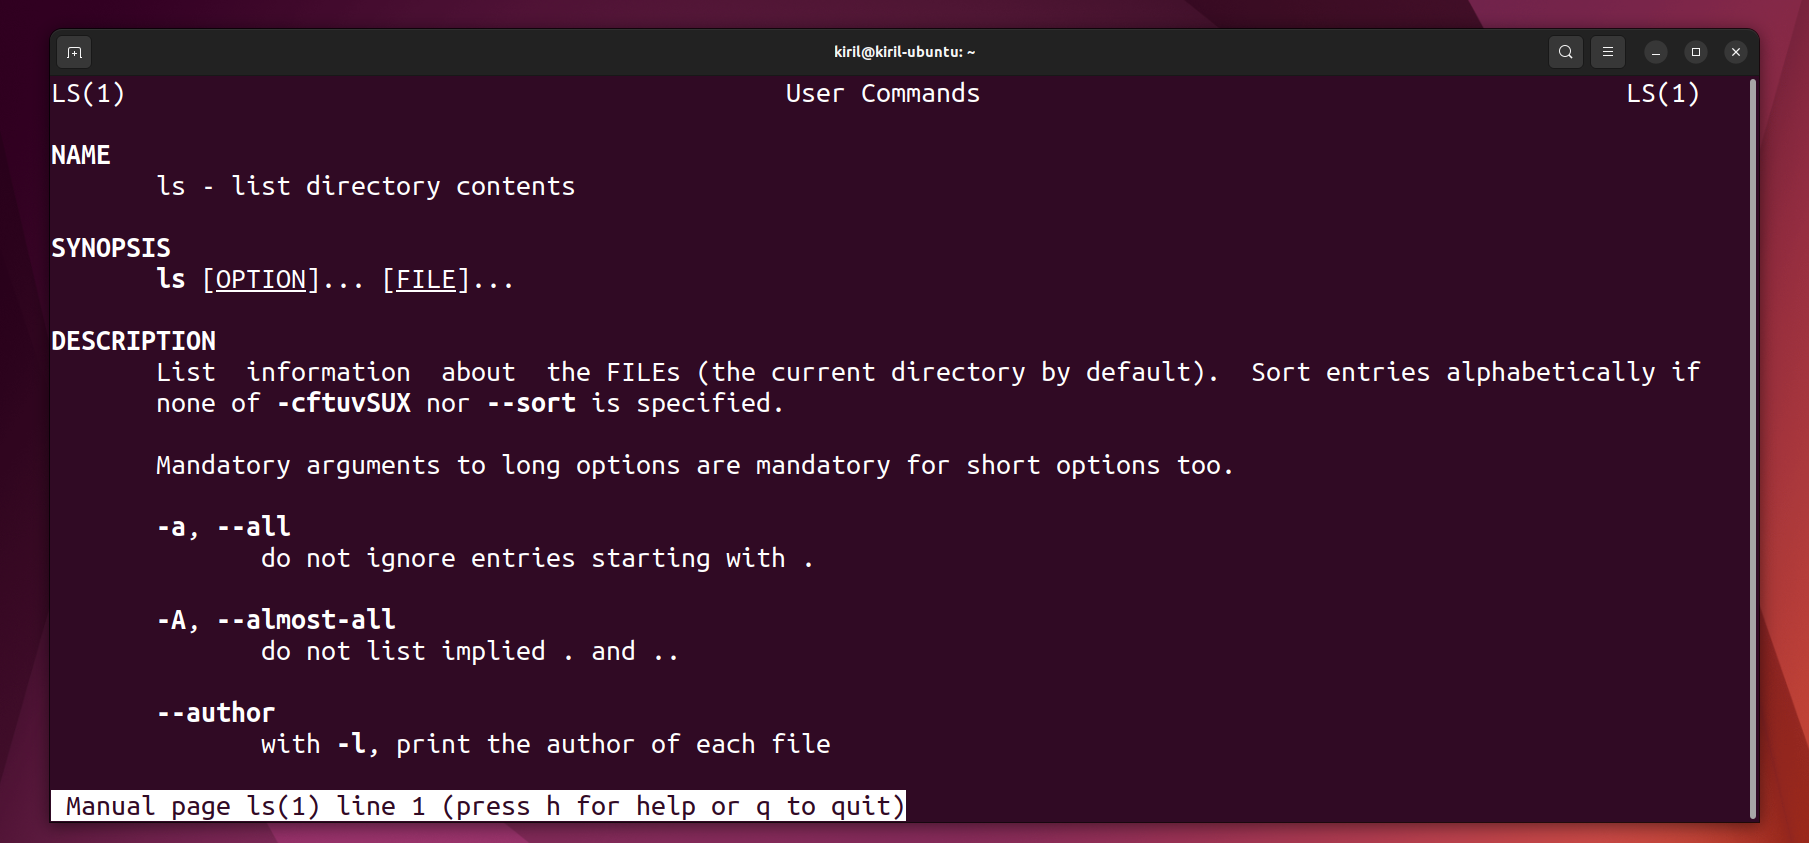 kiril@kiril-ubuntu: ~
LS(1) User Commands LS(1)
NAME
ls - list directory contents
SYNOPSIS
ls [OPTION]... [FILE]...
DESCRIPTION
List information about the FILEs (the current directory by default). Sort entries alphabetically if
none of -cftuvSUX nor --sort is specified.
Mandatory arguments to long options are mandatory for short options too.
-a, --all
do not ignore entries starting with .
-A, --almost-all
do not list implied . and ..
--author
with -l, print the author of each file
Manual page ls(1) line 1 (press h for help or q to quit)